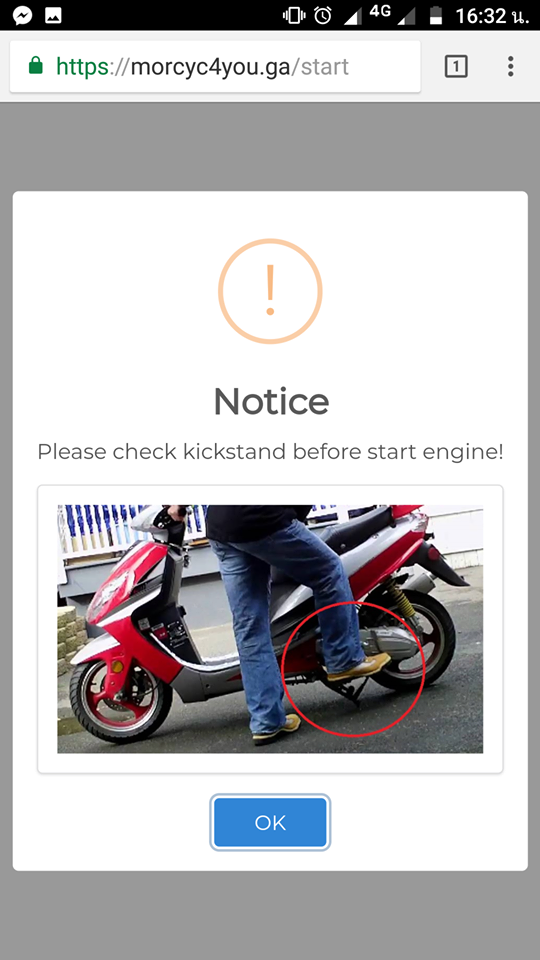 4G 16:32 น.
https://morcyc4you.ga/start
1
!
Notice
Please check kickstand before start engine!
OK